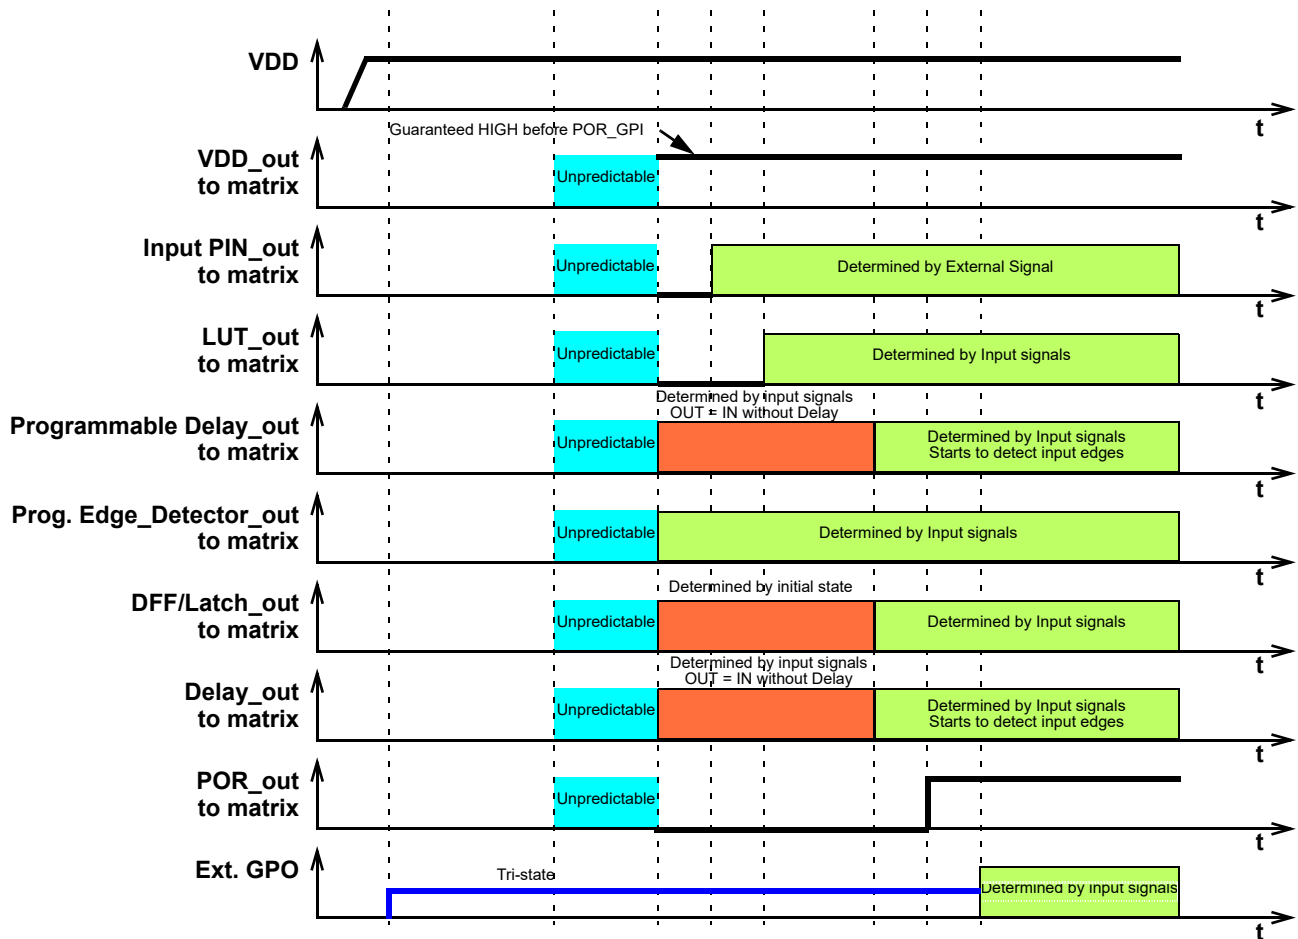 VDD
t
Guaranteed HIGH before POR_GPI
VDD_out
to matrix
Unpredictable
t
Input PIN_out
to matrix
Unpredictable
Determined by External Signal
t
LUT_out
to matrix
Unpredictable
Determined by Input signals
t
Determined by input signals
OUT = IN without Delay
Programmable Delay_out
to matrix
Unpredictable
Determined by Input signals
Starts to detect input edges
t
Prog. Edge_Detector_out
to matrix
Unpredictable
Determined by Input signals
t
Determined by initial state
DFF/Latch_out
to matrix
Unpredictable
Determined by Input signals
t
Determined by input signals
OUT = IN without Delay
Delay_out
to matrix
Unpredictable
Determined by Input signals
Starts to detect input edges
t
POR_out
to matrix
Unpredictable
t
Ext. GPO
Tri-state
Determined by input signals
t